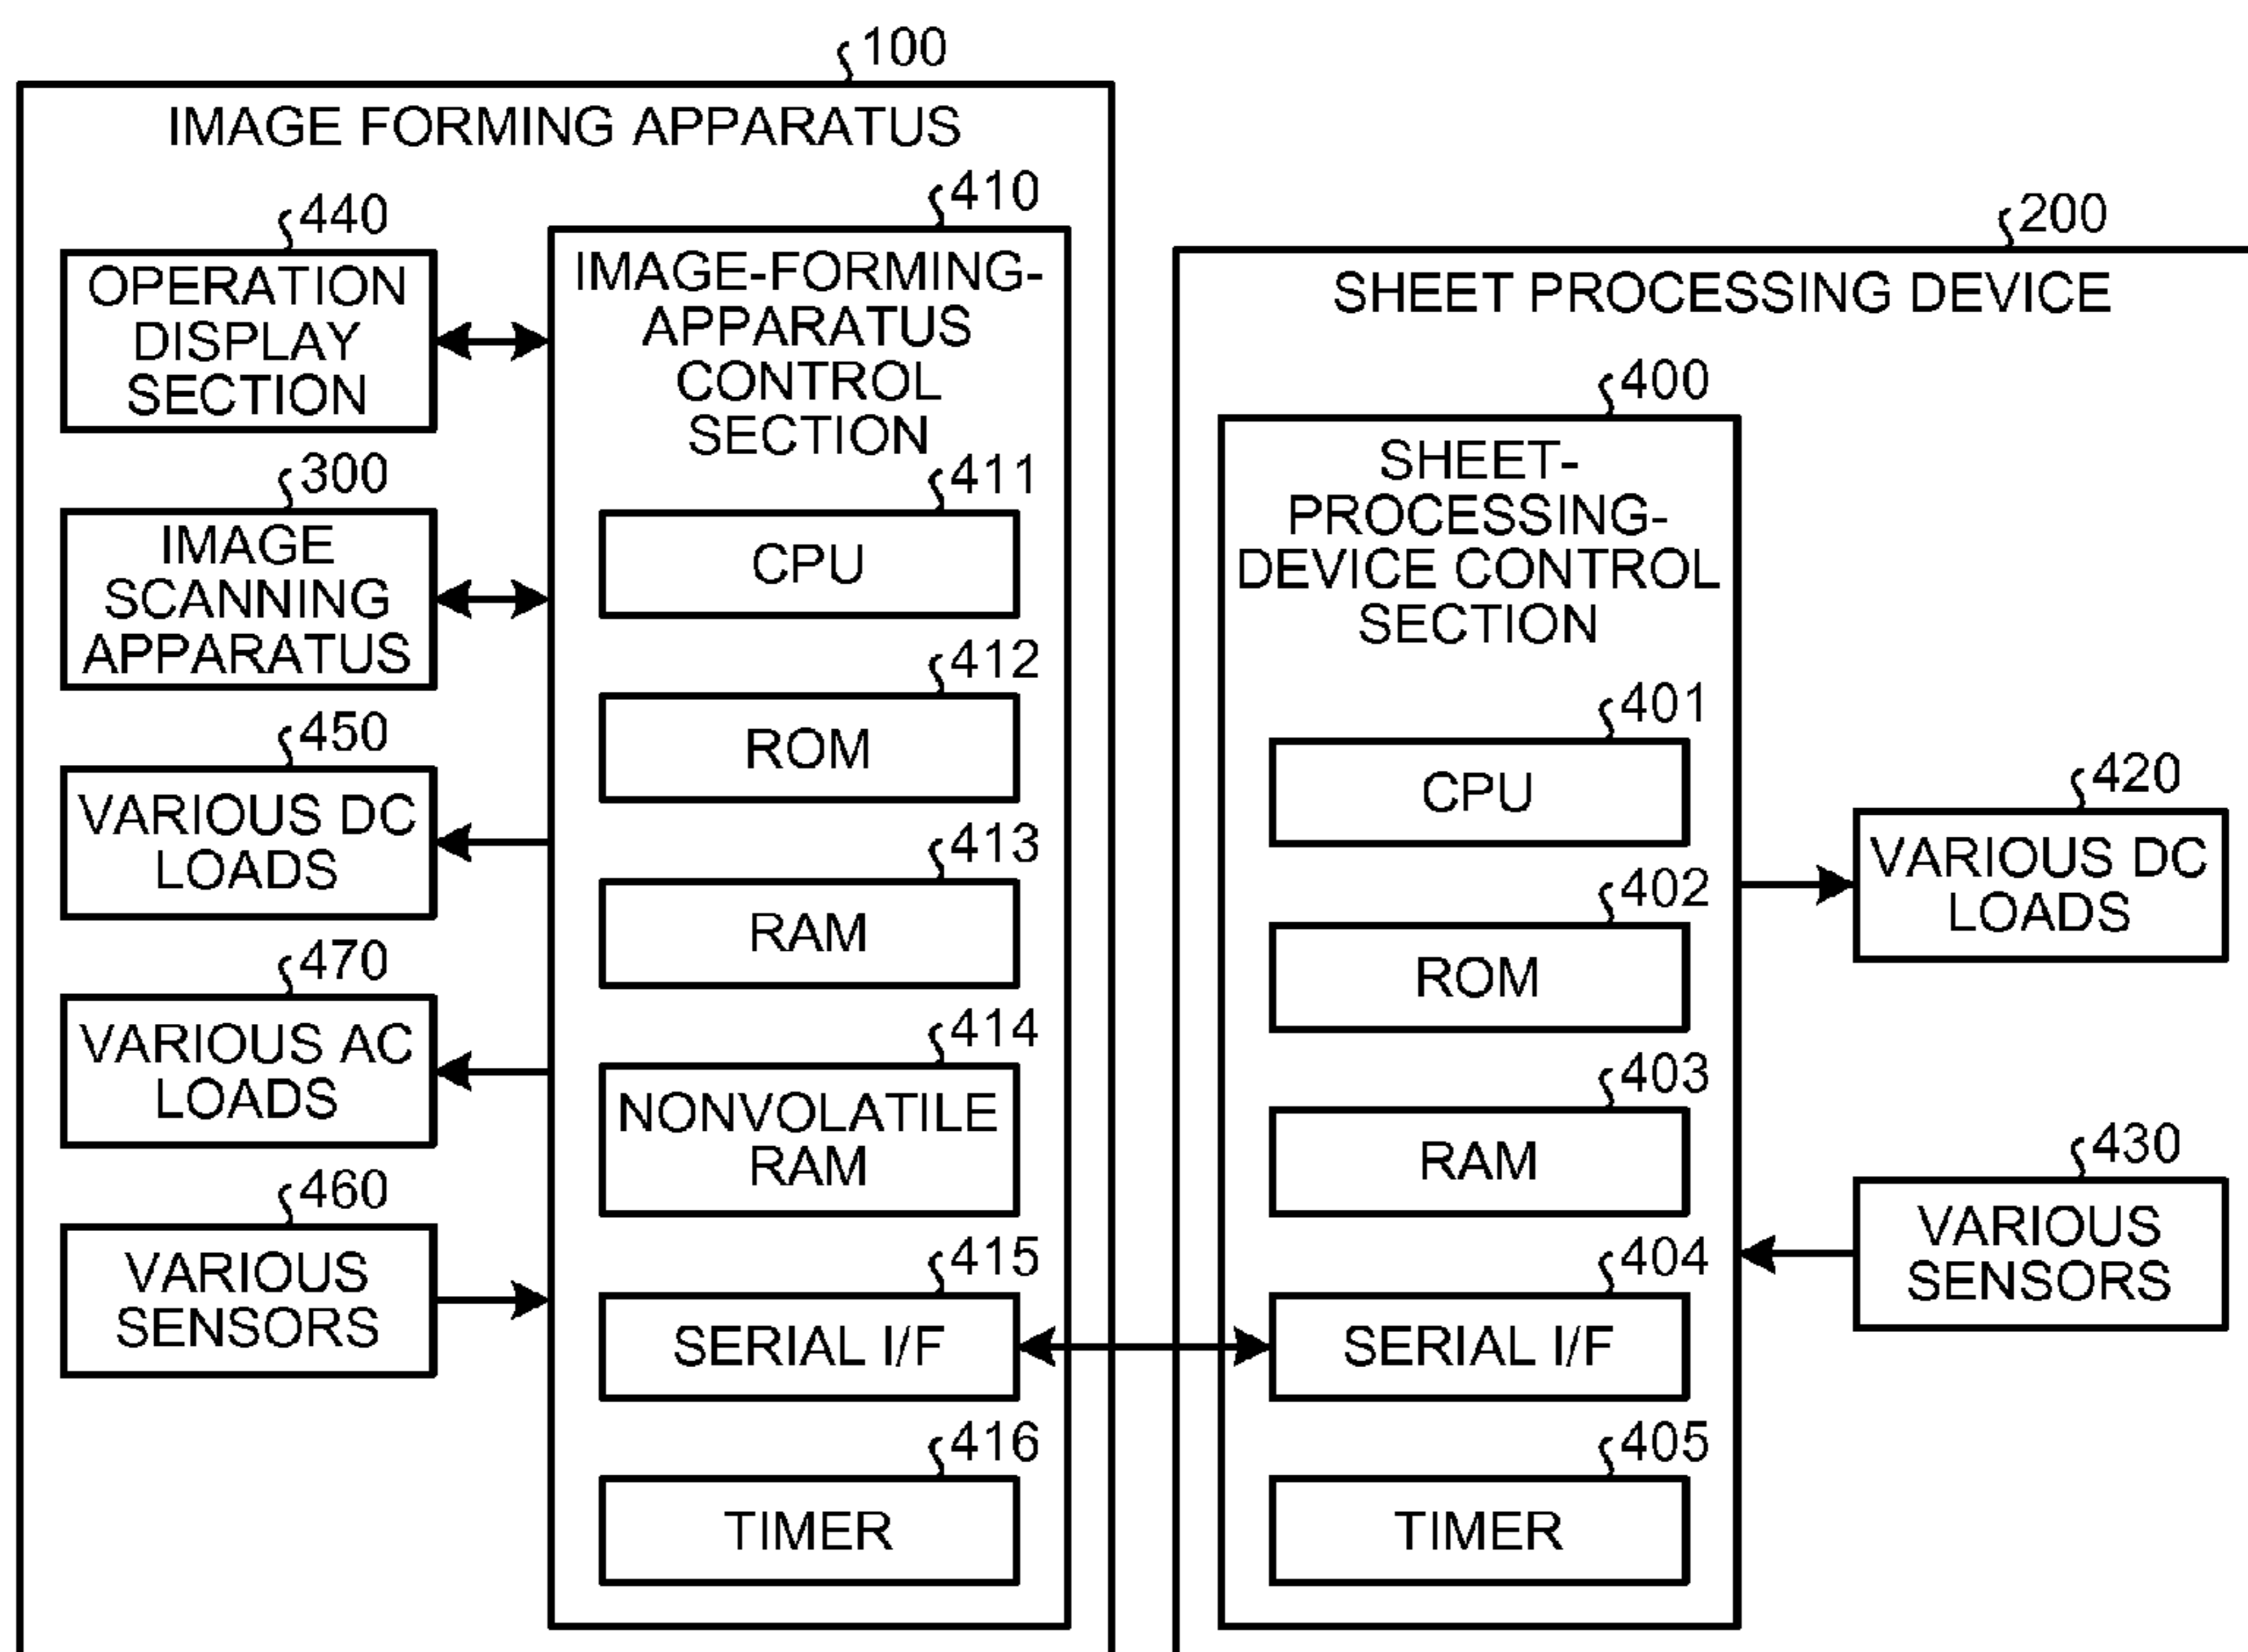 100
IMAGE FORMING APPARATUS
440
OPERATION
DISPLAY
SECTION
300
IMAGE
SCANNING
APPARATUS
450
VARIOUS DC
LOADS
470
VARIOUS AC
LOADS
460
VARIOUS
SENSORS
410
IMAGE-FORMING-
APPARATUS
CONTROL
SECTION
411
CPU
412
ROM
413
RAM
414
NONVOLATILE
RAM
415
SERIAL I/F
416
TIMER
200
SHEET PROCESSING DEVICE
400
SHEET-
PROCESSING-
DEVICE CONTROL
SECTION
401
CPU
402
ROM
403
RAM
404
SERIAL I/F
405
TIMER
420
VARIOUS DC
LOADS
430
VARIOUS
SENSORS